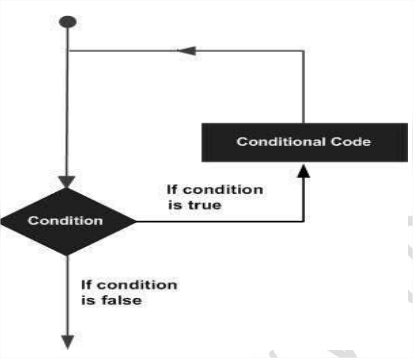 Conditional Code
If condition
is true
Condition
If condition
is false